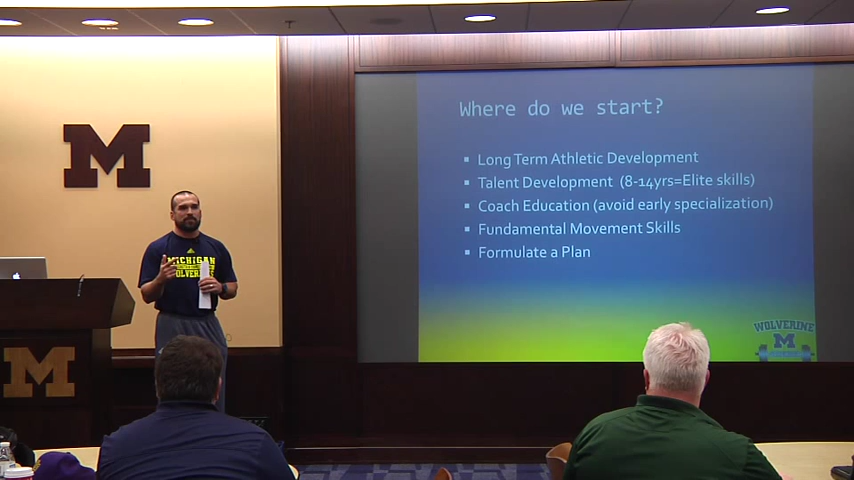 M
MICHIGAN
WOLVERINES
M
Where do we start?
▪ Long Term Athletic Development
▪ Talent Development (8-14yrs=Elite skills)
▪ Coach Education (avoid early specialization)
▪ Fundamental Movement Skills
▪ Formulate a Plan
WOLVERINE
M